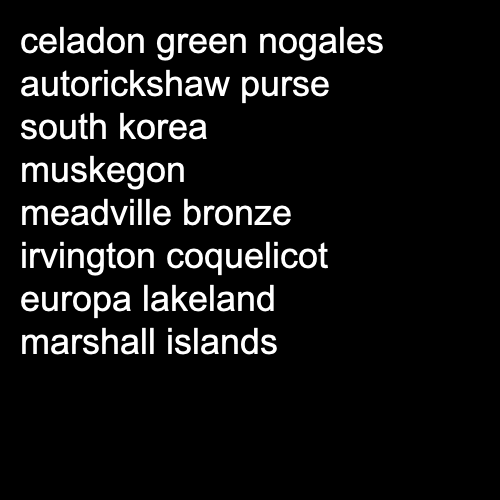 celadon green nogales
autorickshaw purse
south korea
muskegon
meadville bronze
irvington coquelicot
europa lakeland
marshall islands